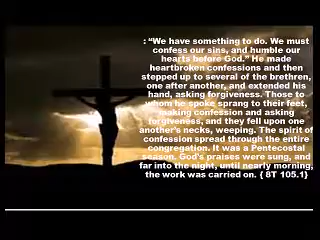 : “We have something to do. We must
confess our sins, and humble our
hearts before God.” He made
heartbroken confessions and then
stepped up to several of the brethren,
one after another, and extended his
hand, asking forgiveness. Those to
whom he spoke sprang to their feet,
making confession and asking
forgiveness, and they fell upon one
another’s necks, weeping. The spirit of
confession spread through the entire
congregation. It was a Pentecostal
season. God’s praises were sung, and
far into the night, until nearly morning,
the work was carried on. { 8T 105.1}